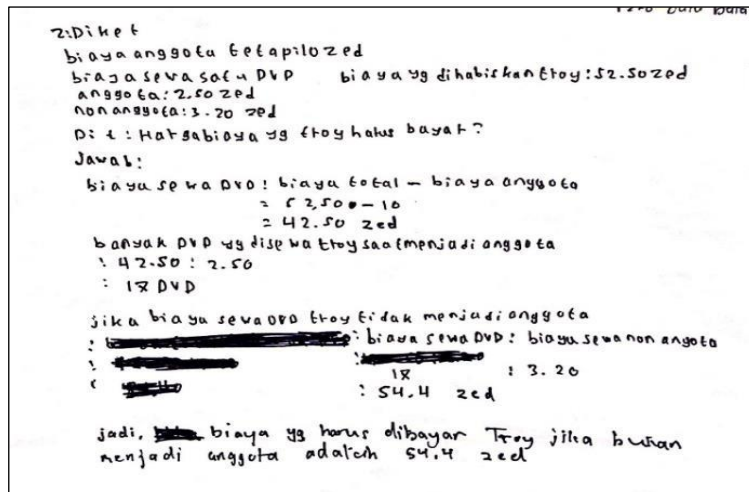 2. Diket
biaya anggota tetap 10 zed
biaya sewa satu DVD biaya yg dihabiskan troy: 52.50 zed
anggota: 2.50 zed
non anggota: 3.20 zed
Dit: Harga biaya yg troy harus bayar?
Jawab:
biaya sewa DVD: biaya total - biaya anggota
= 52,50 - 10
= 42.50 zed
banyak DVD yg disewa troy saat menjadi anggota
: 42.50 : 2.50
: 17 DVD
jika biaya sewa DVD troy tidak menjadi anggota
: biaya sewa DVD : biaya sewa non anggota
17 : 3.20
: 54.4 zed
jadi, biaya yg harus dibayar Troy jika bukan
menjadi anggota adalah 54.4 zed